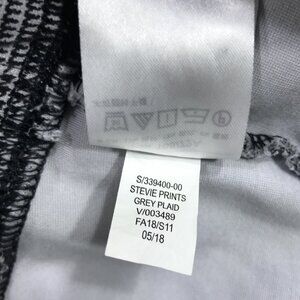 S/339400-00
STEVIE PRINTS
GREY PLAID
V/003489
FA18/S11
05/18